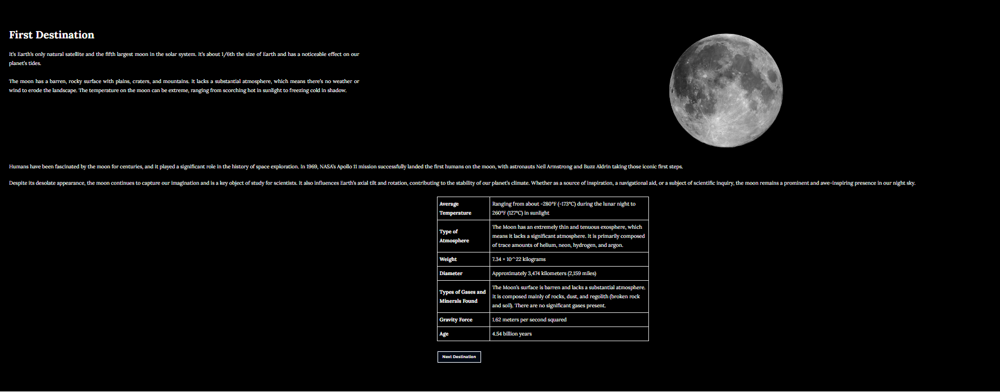 First Destination
It's Earth's only natural satellite and the fifth largest moon in the solar system. It's about 1/6th the size of Earth and has a noticeable effect on our
planet's tides.
The moon has a barren, rocky surface with plains, craters, and mountains. It lacks a substantial atmosphere, which means there's no weather or
wind to erode the landscape. The temperature on the moon can be extreme, ranging from scorching hot in sunlight to freezing cold in shadow.
Humans have been fascinated by the moon for centuries, and it played a significant role in the history of space exploration. In 1969, NASA's Apollo 11 mission successfully landed the first humans on the moon, with astronauts Neil Armstrong and Buzz Aldrin taking those iconic first steps.
Despite its desolate appearance, the moon continues to capture our imagination and is a key object of study for scientists. It also influences Earth's axial tilt and rotation, contributing to the stability of our planet's climate. Whether as a source of inspiration, a navigational aid, or a subject of scientific inquiry, the moon remains a prominent and awe-inspiring presence in our night sky.
Average
Temperature
Ranging from about -280°F (-173°C) during the lunar night to
260°F (127°C) in sunlight
Type of
Atmosphere
The Moon has an extremely thin and tenuous exosphere, which
means it lacks a significant atmosphere. It is primarily composed
of trace amounts of helium, neon, hydrogen, and argon.
Weight
7.34 × 10^22 kilograms
Diameter
Approximately 3,474 kilometers (2,159 miles)
Types of Gases and
Minerals Found
The Moon's surface is barren and lacks a substantial atmosphere.
It is composed mainly of rocks, dust, and regolith (broken rock
and soil). There are no significant gases present.
Gravity Force
1.62 meters per second squared
Age
4.54 billion years
Next Destination